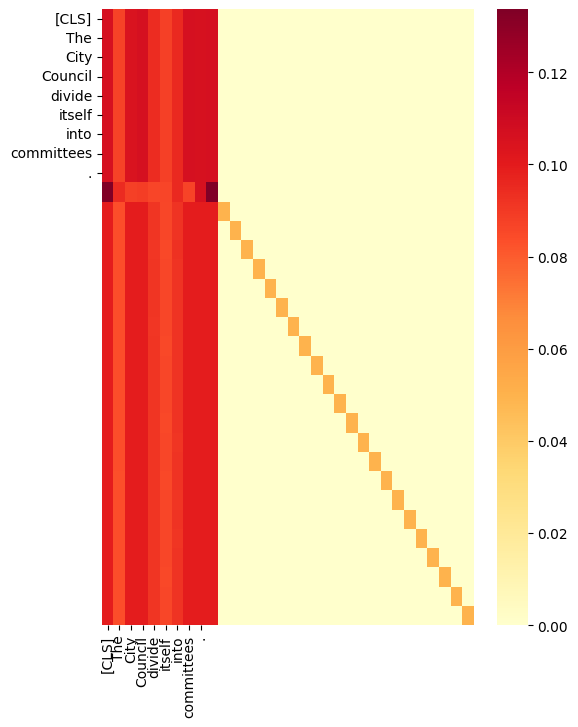 [CLS]
The
City
Council
divide
itself
into
committees
.
0.12
0.10
0.08
0.06
0.04
0.02
0.00
[CLS]
The
City
Council
divide
itself
into
committees
.